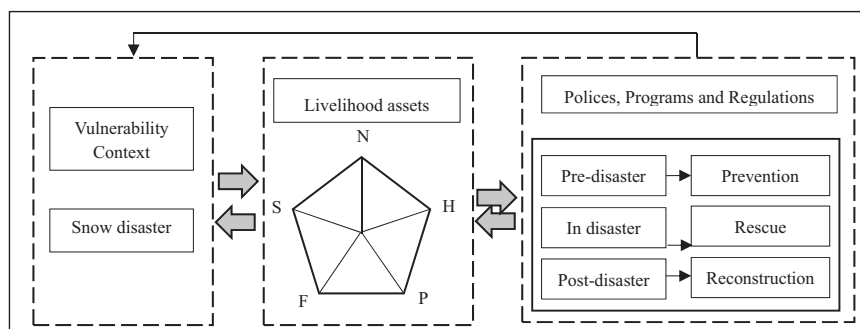 Vulnerability
Context
Snow disaster
Livelihood assets
N
S
H
F
P
Polices, Programs and Regulations
Pre-disaster
Prevention
In disaster
Rescue
Post-disaster
Reconstruction